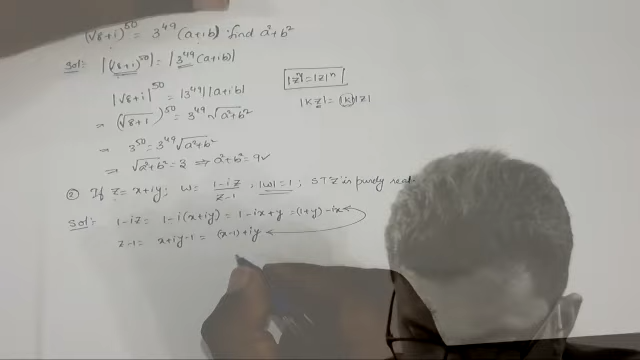 (√8+i)^50 = 3^49 (a+ib) find a²+b²
Sol: |(√8+i)^50| = |3^49 (a+ib)|
|√8+i|^50 = |3^49| |a+ib|
|z^n| = |z|^n
|Kz| = |K||z|
⇒ (√8+1)^50 = 3^49 √a²+b²
⇒ 3^50 = 3^49 √a²+b²
⇒ √a²+b² = 3 ⇒ a²+b² = 9
② If z = x+iy; w = (1-iz)/(z-i), |w| = 1; ST z is purely real.
Sol: 1-iz = 1-i(x+iy) = 1-ix+y = (1+y)-ix
z-1 = x+iy-1 = (x-1)+iy